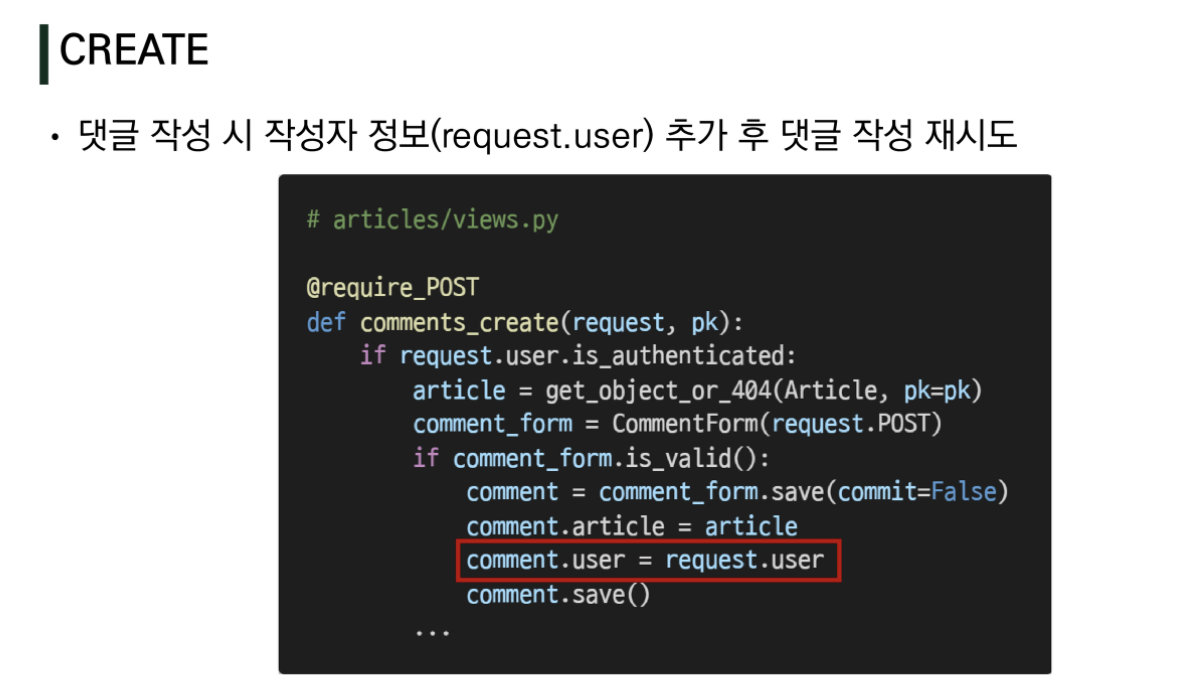 CREATE
• 댓글 작성 시 작성자 정보(request.user) 추가 후 댓글 작성 재시도
# articles/views.py
@require_POST
def comments_create(request, pk):
    if request.user.is_authenticated:
        article = get_object_or_404(Article, pk=pk)
        comment_form = CommentForm(request.POST)
        if comment_form.is_valid():
            comment = comment_form.save(commit=False)
            comment.article = article
            comment.user = request.user
            comment.save()
        ...